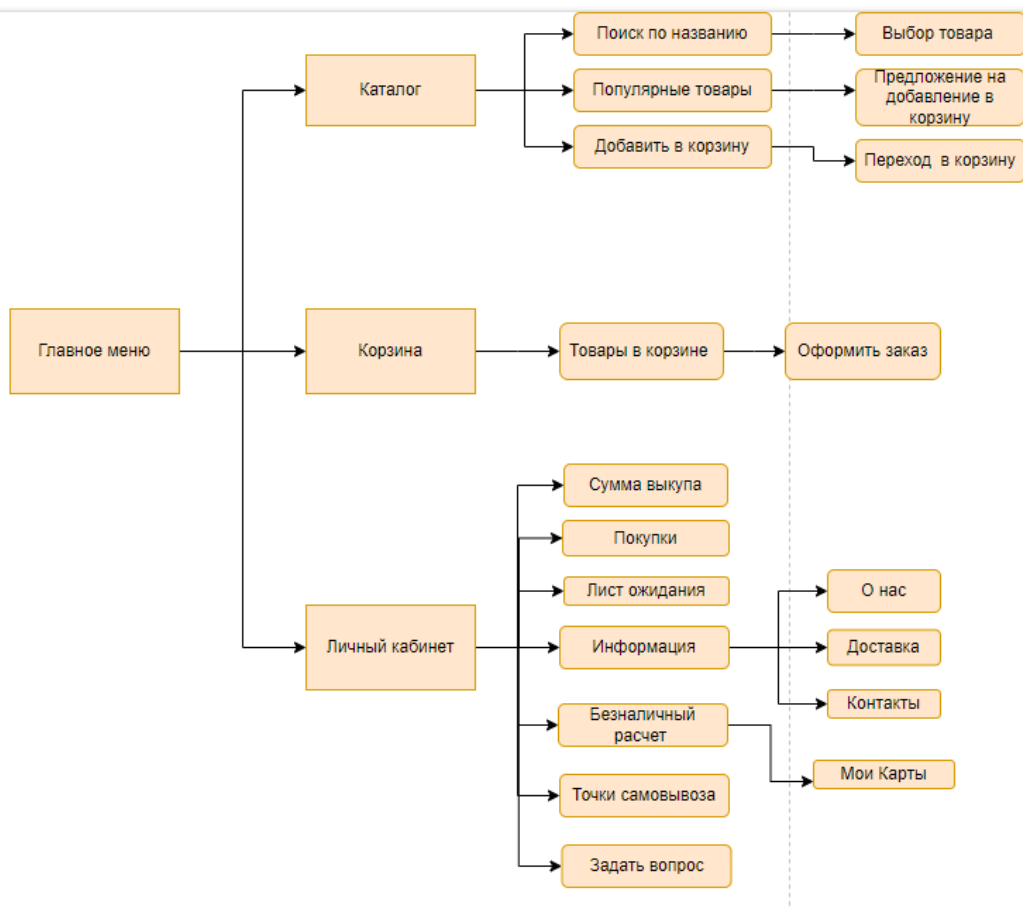 Поиск по названию
Выбор товара
Каталог
Популярные товары
Предложение на
добавление в
корзину
Добавить в корзину
Переход в корзину
Главное меню
Корзина
Товары в корзине
Оформить заказ
Сумма выкупа
Покупки
Лист ожидания
О нас
Личный кабинет
Информация
Доставка
Контакты
Безналичный
расчет
Мои Карты
Точки самовывоза
Задать вопрос